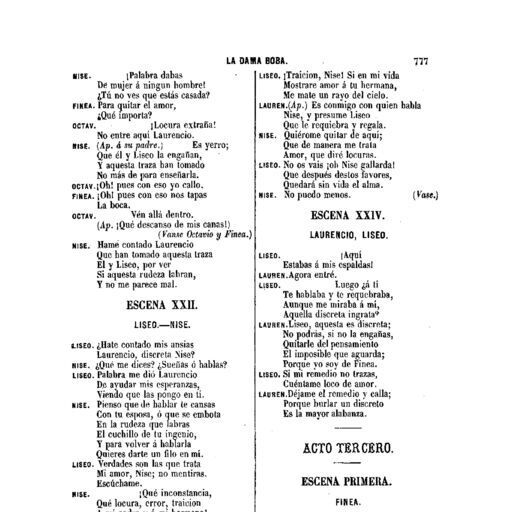 LA DAMA BOBA. 777
NISE. ¡Palabra dabas
De mujer á ningun hombre!
¿Tú no ves que estás casada?
FINEA. Para quitar el amor,
¿Qué importa?
OCTAV. ¡Locura extraña!
No entre aquí Laurencio.
NISE. (Ap. á su padre.) Es yerro;
Que él y Liseo la engañan,
Y aquesta traza han tomado
No más de para enseñarla.
OCTAV. ¡Oh! pues con eso yo callo.
FINEA. ¡Oh! pues con eso nos tapas
La boca.
OCTAV. Vén allá dentro.
(Ap. ¡Qué descanso de mis canas!)
(Vanse Octavio y Finea.)
NISE. Hame contado Laurencio
Que han tomado aquesta traza
El y Liseo, por ver
Si aquesta rudeza labran,
Y no me parece mal.
ESCENA XXII.
LISEO.—NISE.
LISEO. ¿Hate contado mis ansias
Laurencio, discreta Nise?
NISE. ¿Qué me dices? ¿Sueñas ó hablas?
LISEO. Palabra me dió Laurencio
De ayudar mis esperanzas,
Viendo que las pongo en ti.
NISE. Pienso que de hablar te cansas
Con tu esposa, ó que se embota
En la rudeza que labras
El cuchillo de tu ingenio,
Y para volver á hablarla
Quieres darte un filo en mi.
LISEO. Verdades son las que trata
Mi amor, Nise; no mentiras.
Escúchame.
NISE. ¡Qué inconstancia,
Qué locura, error, traicion
LISEO. ¡Traicion, Nise! Si en mi vida
Mostrare amor á tu hermana,
Me mate un rayo del cielo.
LAUREN. (Ap.) Es conmigo con quien habla
Nise, y presume Liseo
Que le requiebra y regala.
NISE. Quiérome quitar de aquí;
Que de manera me trata
Amor, que diré locuras.
LISEO. No os vais ¡oh Nise gallarda!
Que despues destos favores,
Quedará sin vida el alma.
NISE. No puedo menos. (Vase.)
ESCENA XXIV.
LAURENCIO, LISEO.
LISEO. ¡Aquí
Estabas á mis espaldas!
LAUREN. Agora entré.
LISEO. Luego ¿á ti
Te hablaba y te requebraba,
Aunque me miraba á mi,
Aquella discreta ingrata?
LAUREN. Liseo, aquesta es discreta;
No podrás, si no la engañas,
Quitarle del pensamiento
El imposible que aguarda;
Porque yo soy de Finea.
LISEO. Si mi remedio no trazas,
Cuéntame loco de amor.
LAUREN. Déjame el remedio y calla;
Porque burlar un discreto
Es la mayor alabanza.
ACTO TERCERO.
ESCENA PRIMERA.
FINEA.